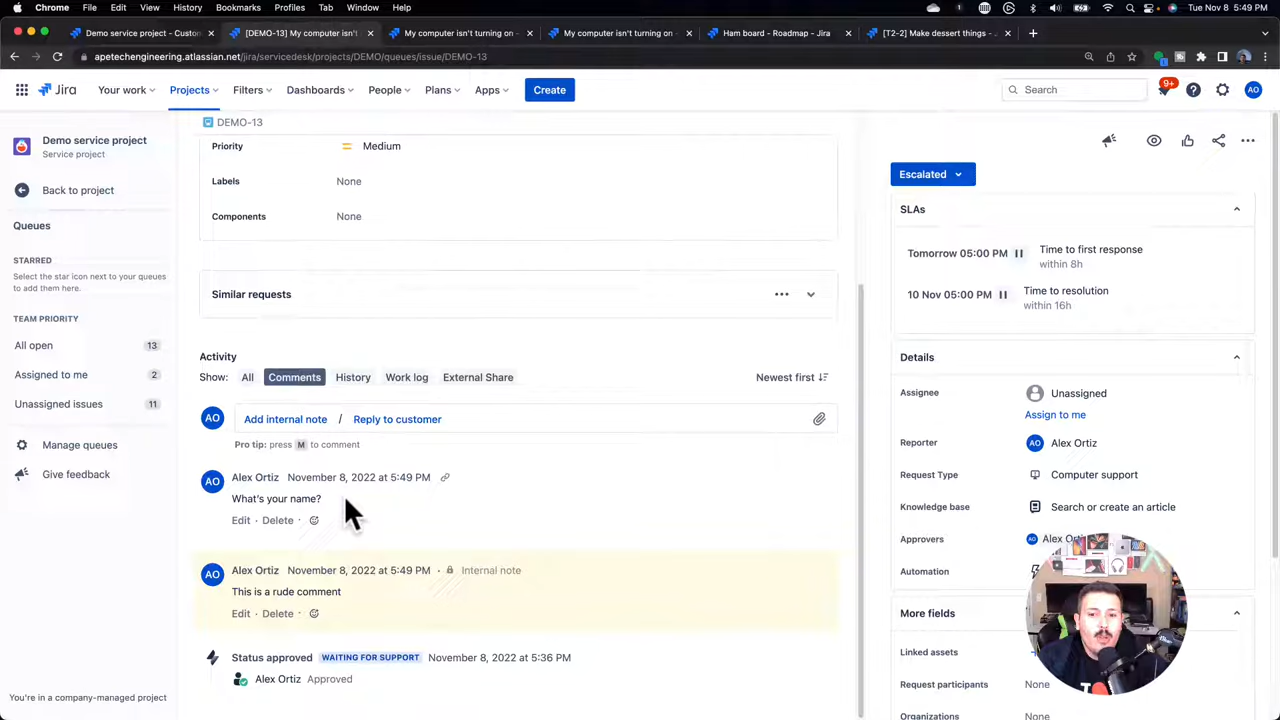 Chrome File Edit View History Bookmarks Profiles Tab Window Help
Tue Nov 8 5:49 PM
Demo service project - Custom
[DEMO-13] My computer isn't
My computer isn't turning on -
My computer isn't turning on -
Ham board - Roadmap - Jira
[T2-2] Make dessert things -
apetechengineering.atlassian.net/jira/servicedesk/projects/DEMO/queues/issue/DEMO-13
Jira Your work Projects Filters Dashboards People Plans Apps Create
Search
9+
AO
Demo service project
Service project
Back to project
Queues
STARRED
Select the star icon next to your queues
to add them here.
TEAM PRIORITY
All open 13
Assigned to me 2
Unassigned issues 11
Manage queues
Give feedback
You're in a company-managed project
DEMO-13
Priority Medium
Labels None
Components None
Similar requests
Activity
Show: All Comments History Work log External Share
Newest first
AO Add internal note / Reply to customer
Pro tip: press M to comment
AO Alex Ortiz November 8, 2022 at 5:49 PM
What's your name?
Edit · Delete ·
AO Alex Ortiz November 8, 2022 at 5:49 PM · Internal note
This is a rude comment
Edit · Delete ·
Status approved WAITING FOR SUPPORT November 8, 2022 at 5:36 PM
Alex Ortiz Approved
Escalated
SLAs
Tomorrow 05:00 PM Time to first response
within 8h
10 Nov 05:00 PM Time to resolution
within 16h
Details
Assignee Unassigned
Assign to me
Reporter AO Alex Ortiz
Request Type Computer support
Knowledge base Search or create an article
Approvers AO Alex
Automation
More fields
Linked assets
Request participants None
Organizations None